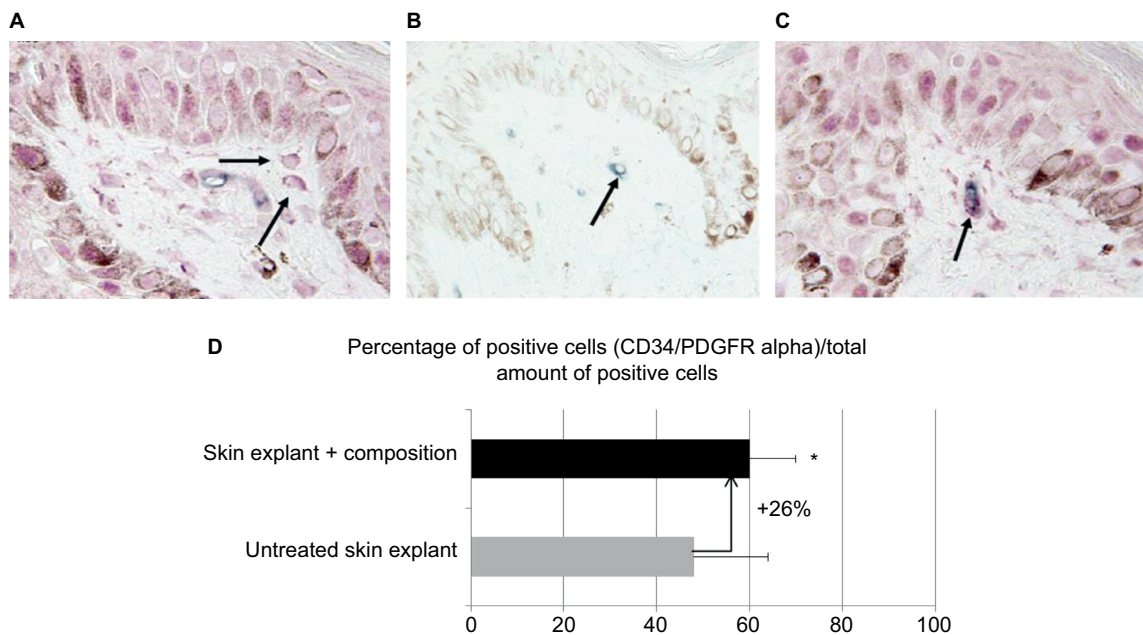 A
B
C
D
Percentage of positive cells (CD34/PDGFR alpha)/total
amount of positive cells
Skin explant + composition
*
+26%
Untreated skin explant
0 20 40 60 80 100